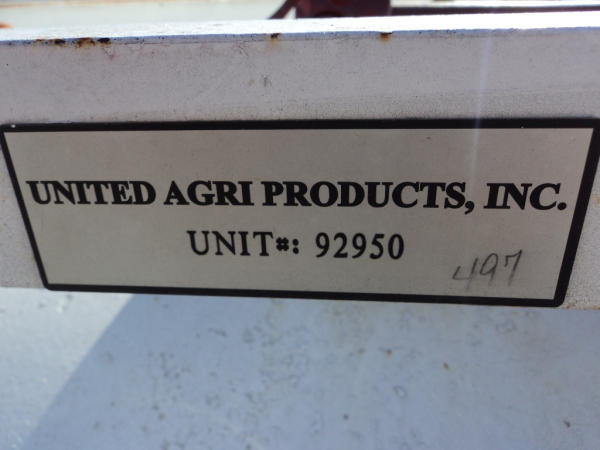 UNITED AGRI PRODUCTS, INC.
UNIT#: 92950
497